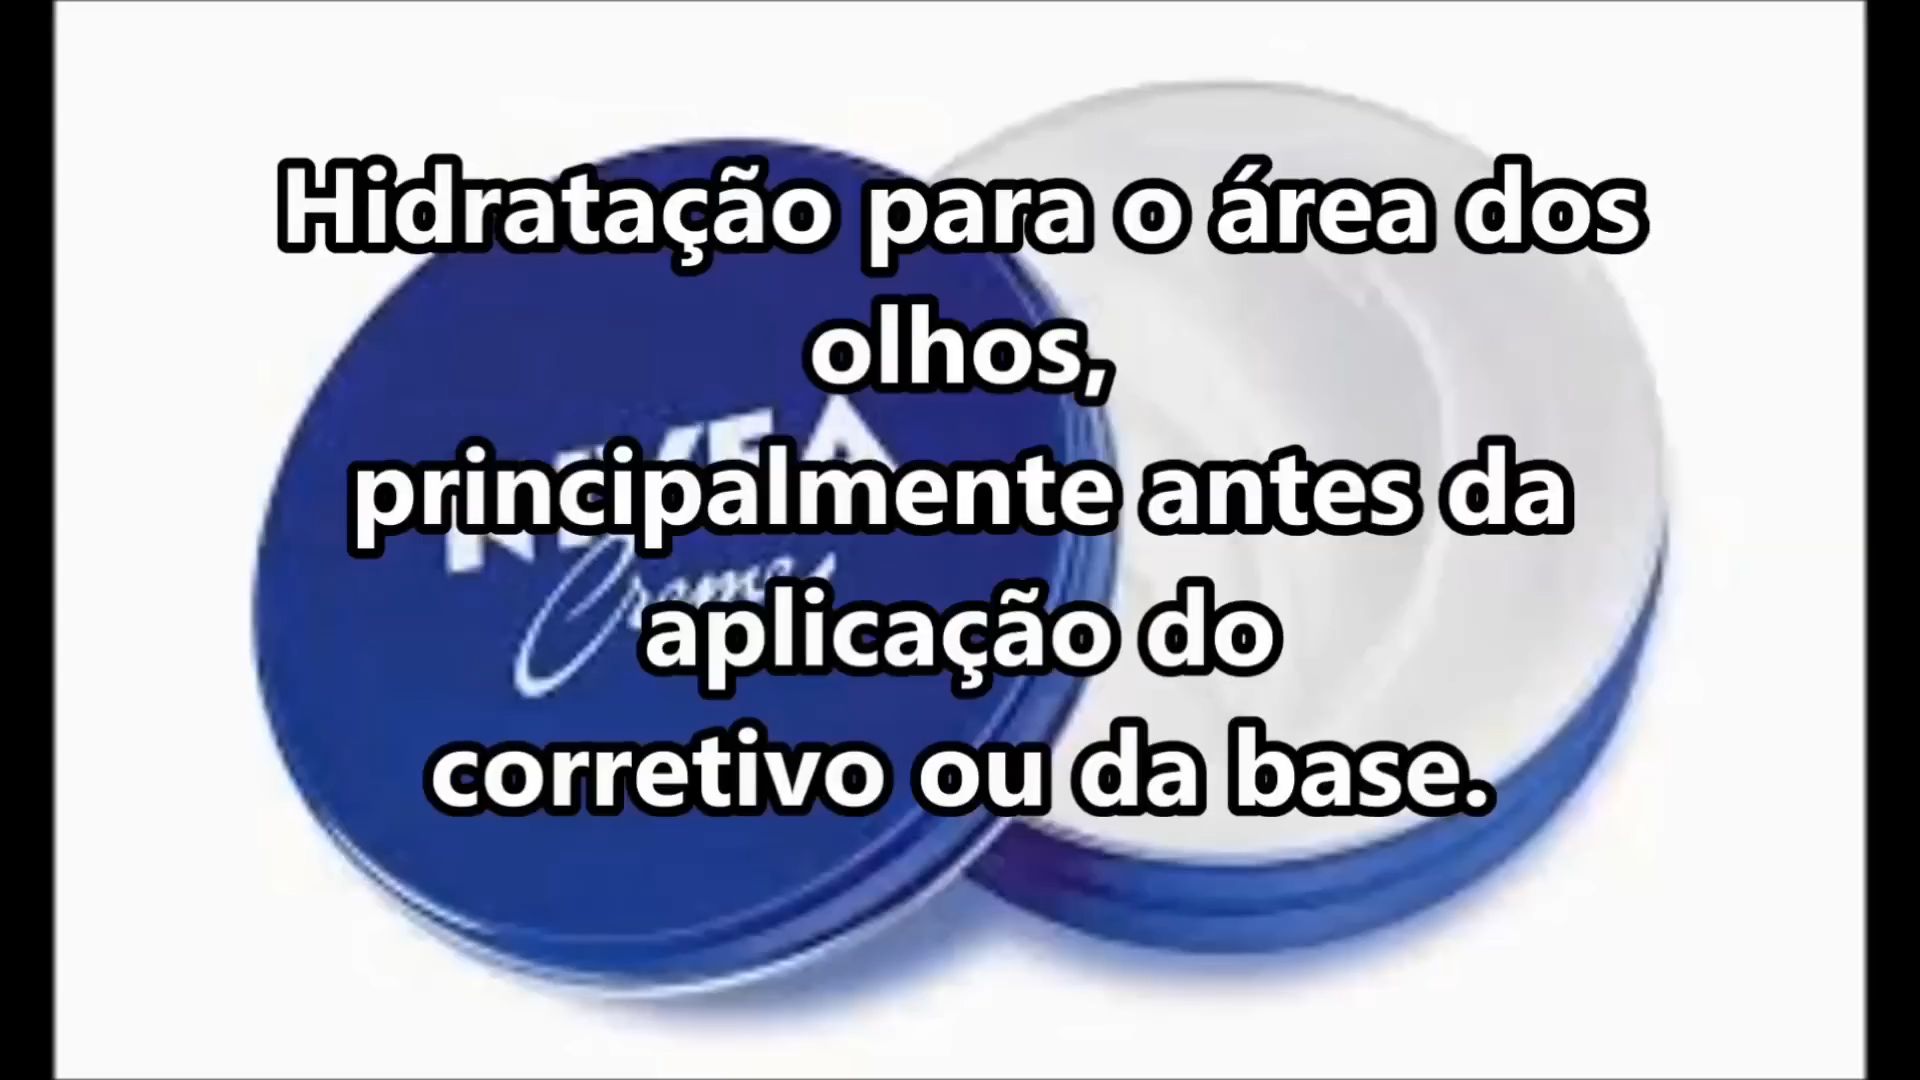 Hidratação para o área dos
olhos,
principalmente antes da
aplicação do
corretivo ou da base.
NIVEA
Creme